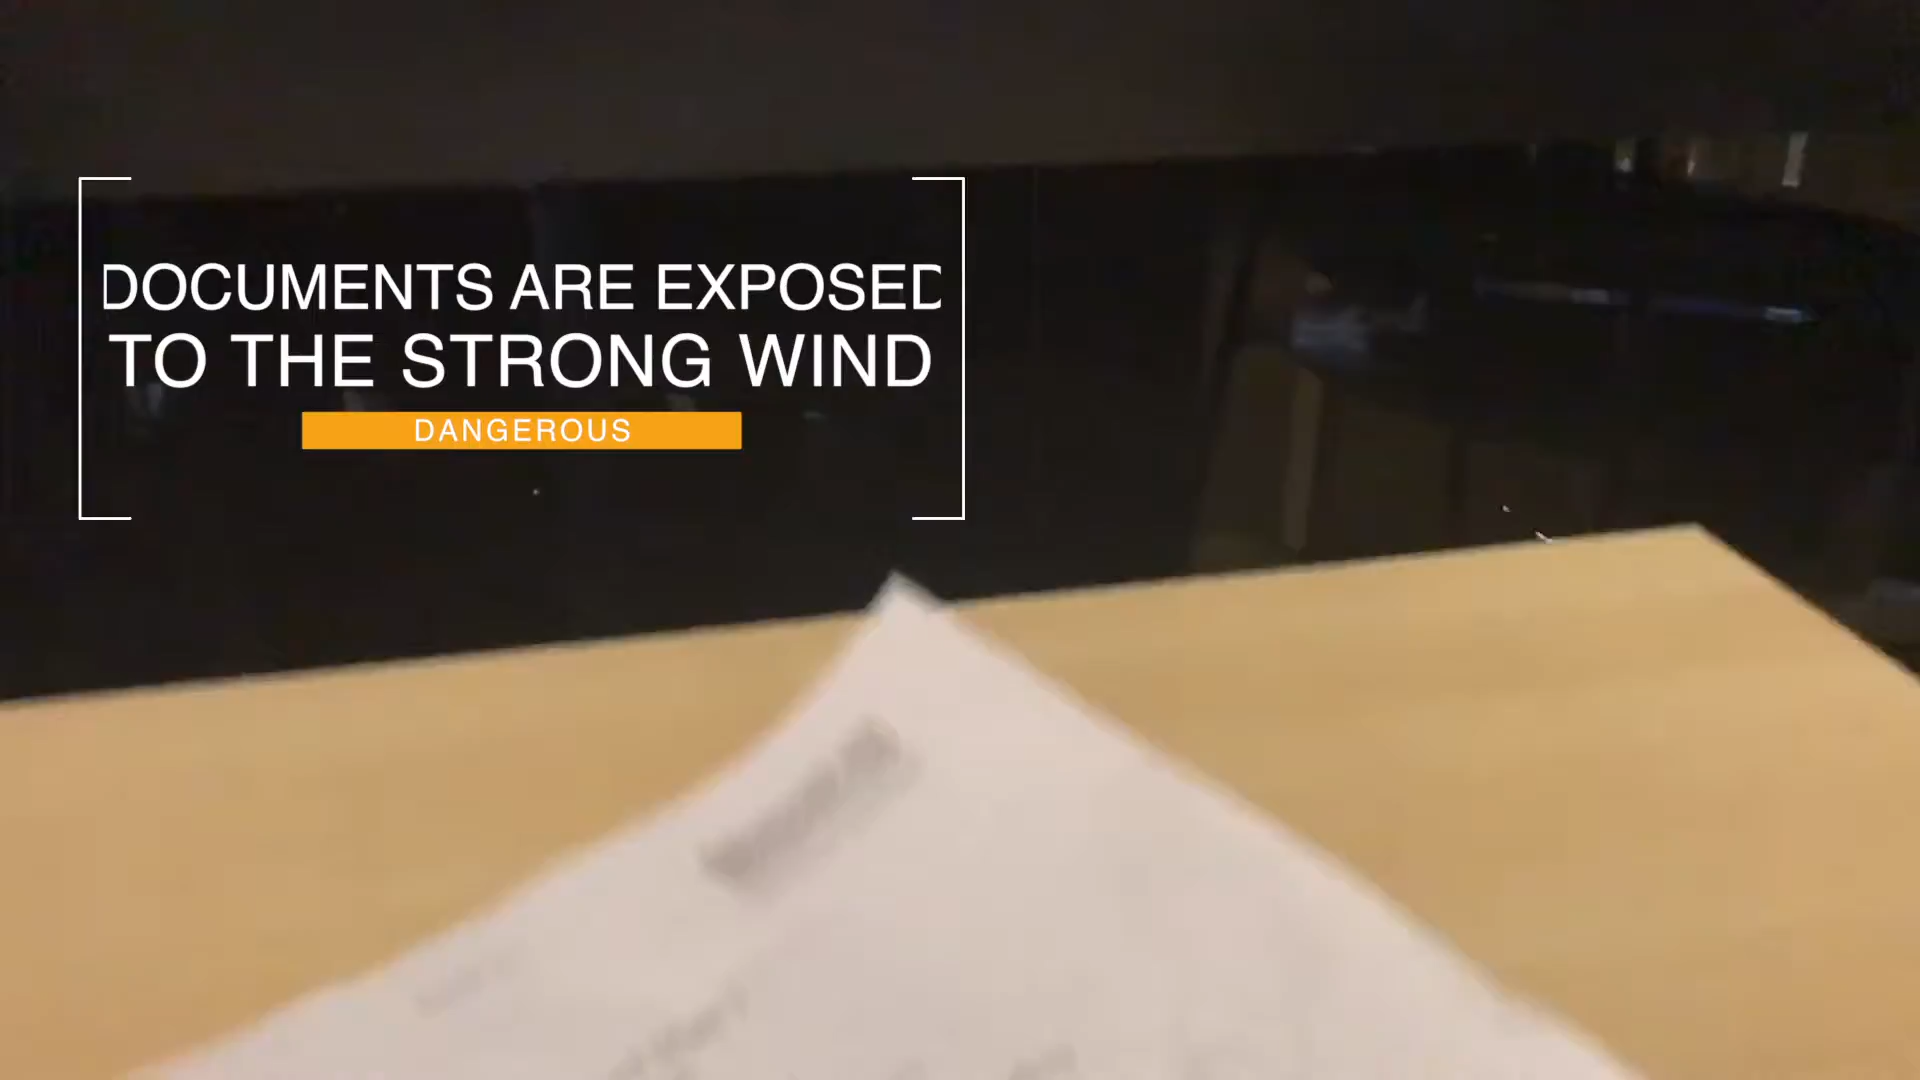 DOCUMENTS ARE EXPOSED
TO THE STRONG WIND
DANGEROUS